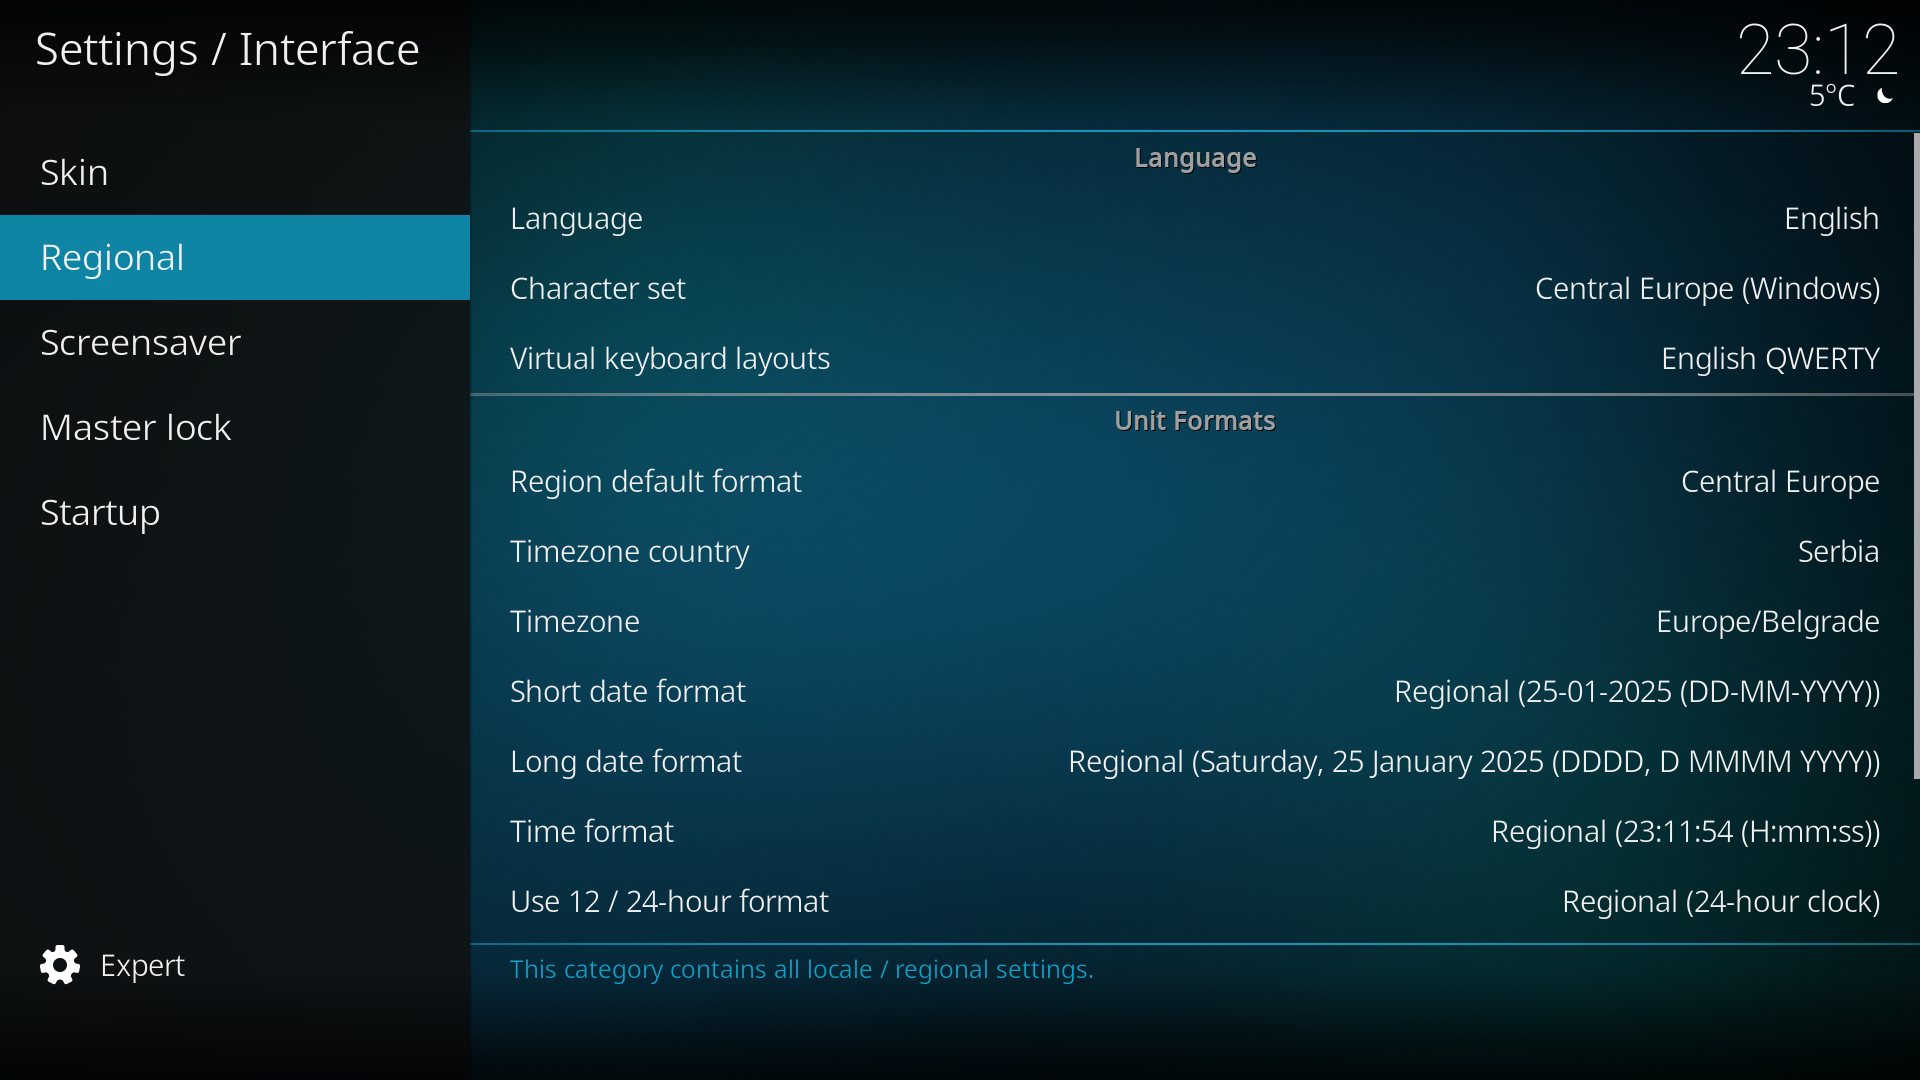 Settings / Interface
23:12
5°C
Skin
Regional
Screensaver
Master lock
Startup
Expert
Language
Language English
Character set Central Europe (Windows)
Virtual keyboard layouts English QWERTY
Unit Formats
Region default format Central Europe
Timezone country Serbia
Timezone Europe/Belgrade
Short date format Regional (25-01-2025 (DD-MM-YYYY))
Long date format Regional (Saturday, 25 January 2025 (DDDD, D MMMM YYYY))
Time format Regional (23:11:54 (H:mm:ss))
Use 12 / 24-hour format Regional (24-hour clock)
This category contains all locale / regional settings.